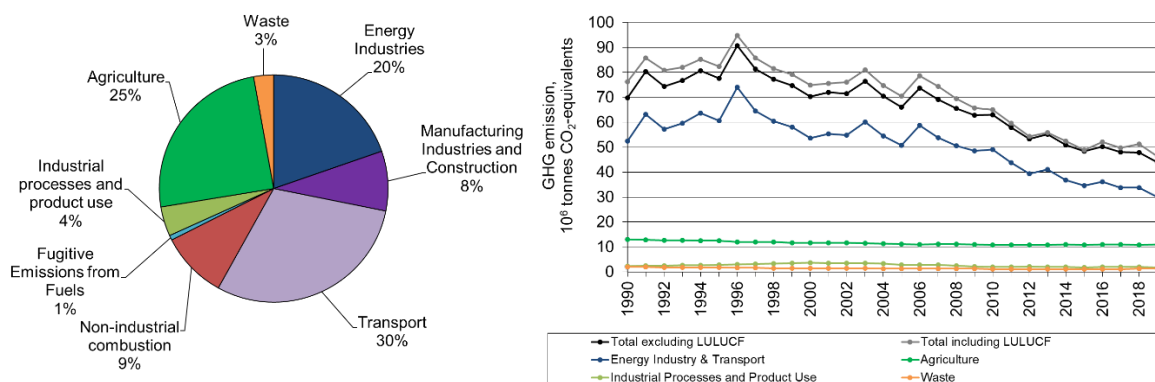 Waste
3%
Energy
Industries
20%
Agriculture
25%
Manufacturing
Industries and
Construction
8%
Industrial
processes and
product use
4%
Fugitive
Emissions from
Fuels
1%
Non-industrial
combustion
9%
Transport
30%
GHG emission,
10⁶ tonnes CO₂-equivalents
100
90
80
70
60
50
40
30
20
10
0
1990
1992
1994
1996
1998
2000
2002
2004
2006
2008
2010
2012
2014
2016
2018
Total excluding LULUCF
Total including LULUCF
Energy Industry & Transport
Agriculture
Industrial Processes and Product Use
Waste